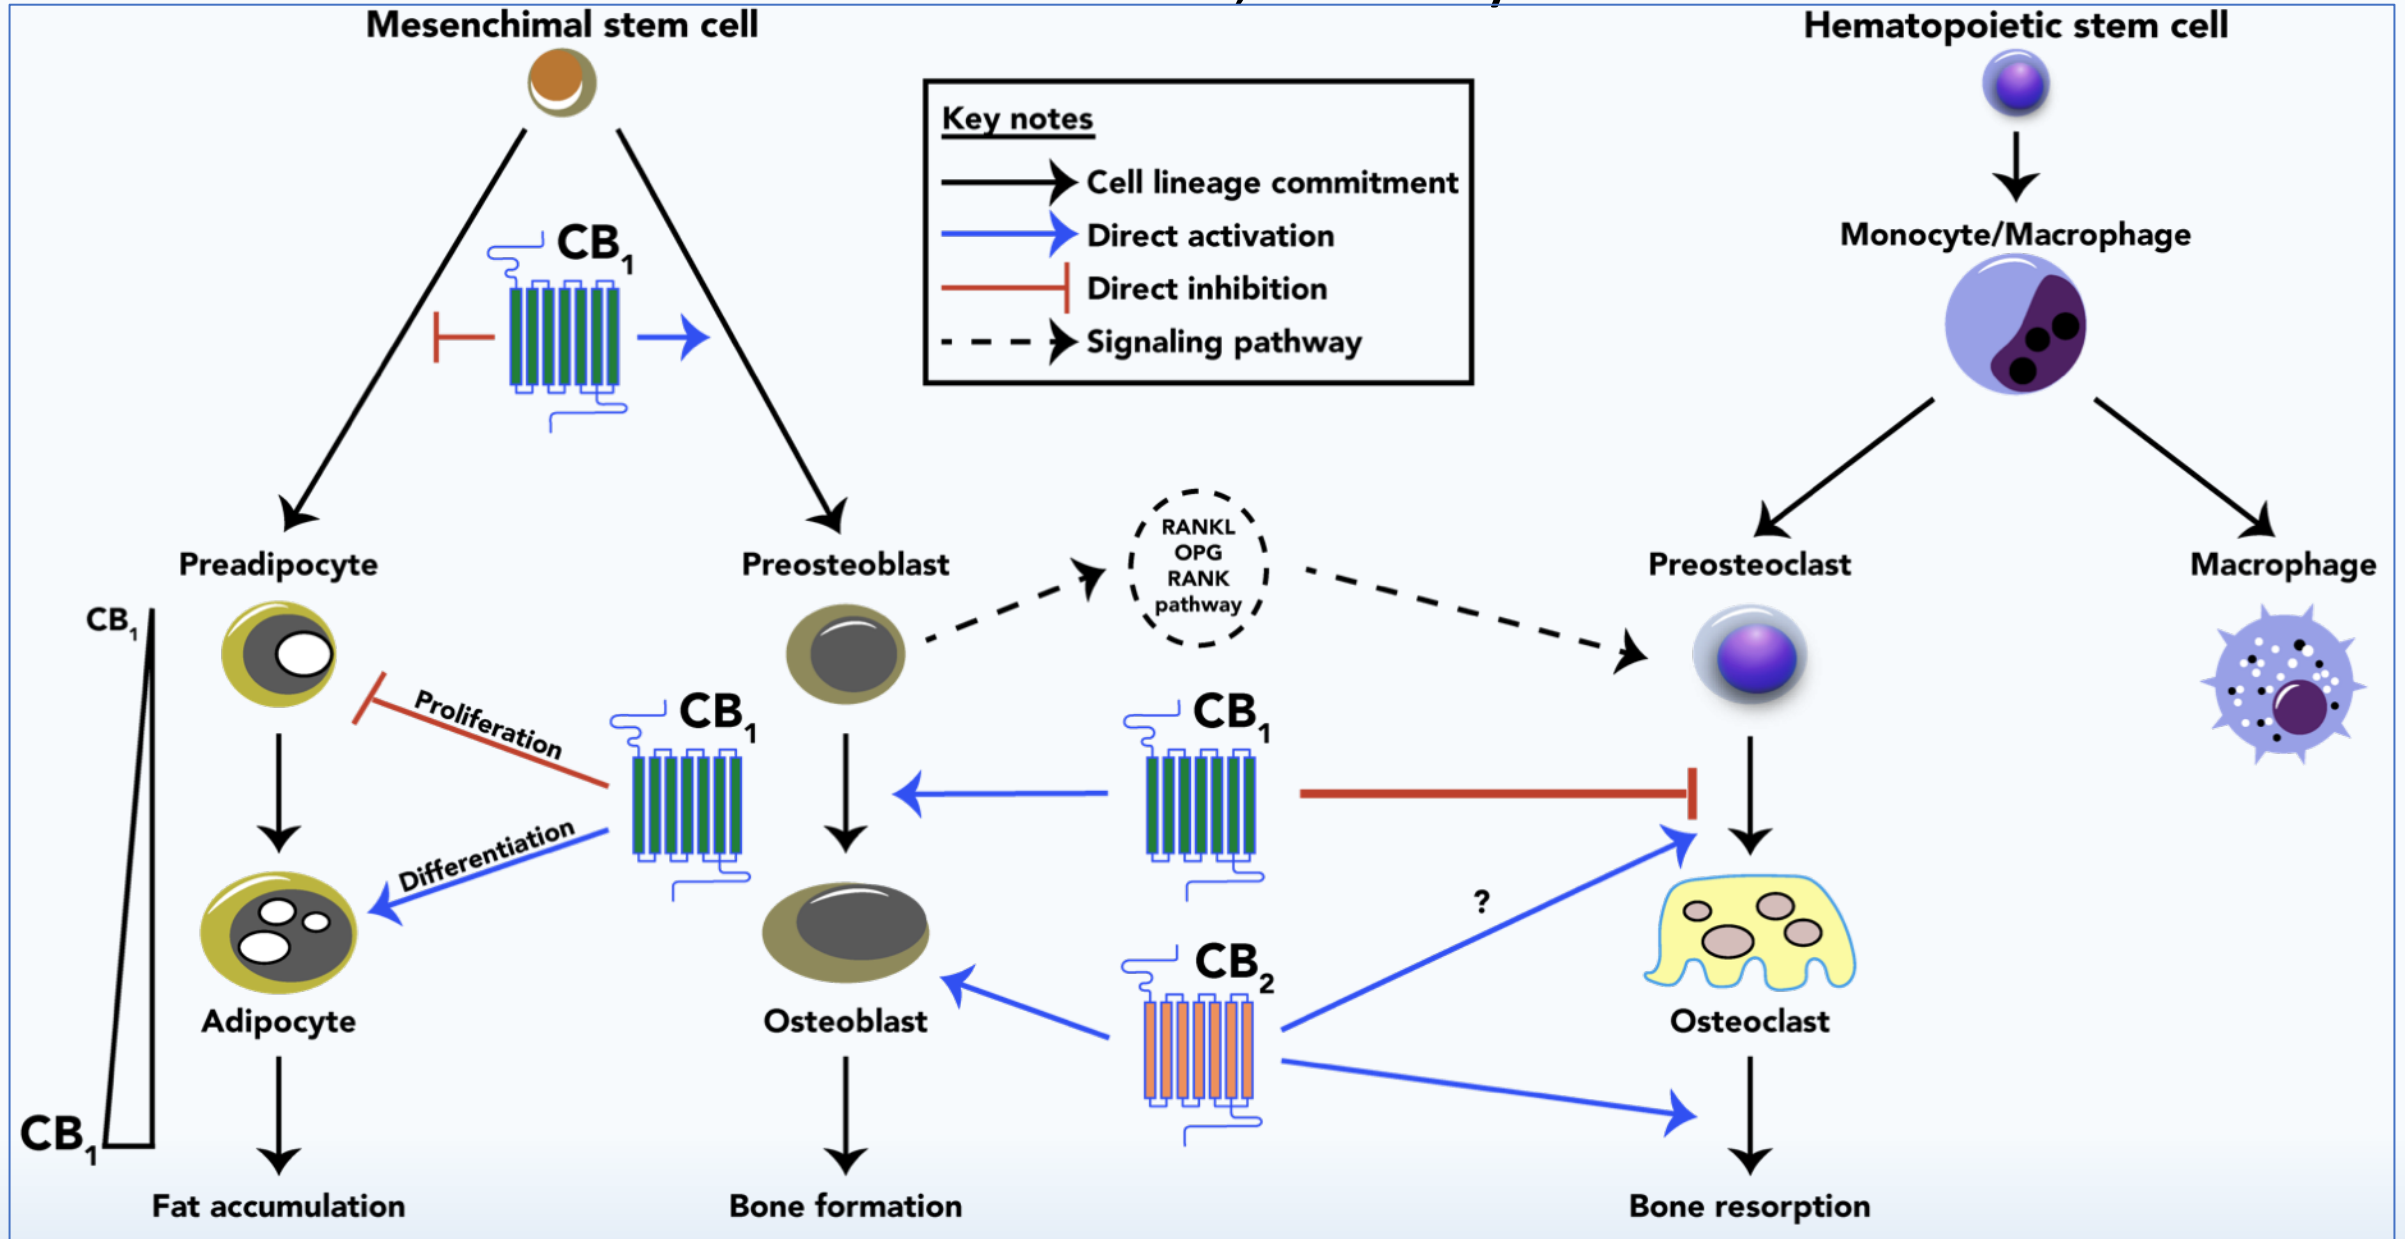 Mesenchimal stem cell
Hematopoietic stem cell
Key notes
Cell lineage commitment
Direct activation
Direct inhibition
Signaling pathway
CB1
Monocyte/Macrophage
RANKL
OPG
RANK
pathway
Preadipocyte
Preosteoblast
Preosteoclast
Macrophage
CB1
Proliferation
CB1
CB1
Differentiation
?
CB2
Adipocyte
Osteoblast
Osteoclast
CB1
Fat accumulation
Bone formation
Bone resorption